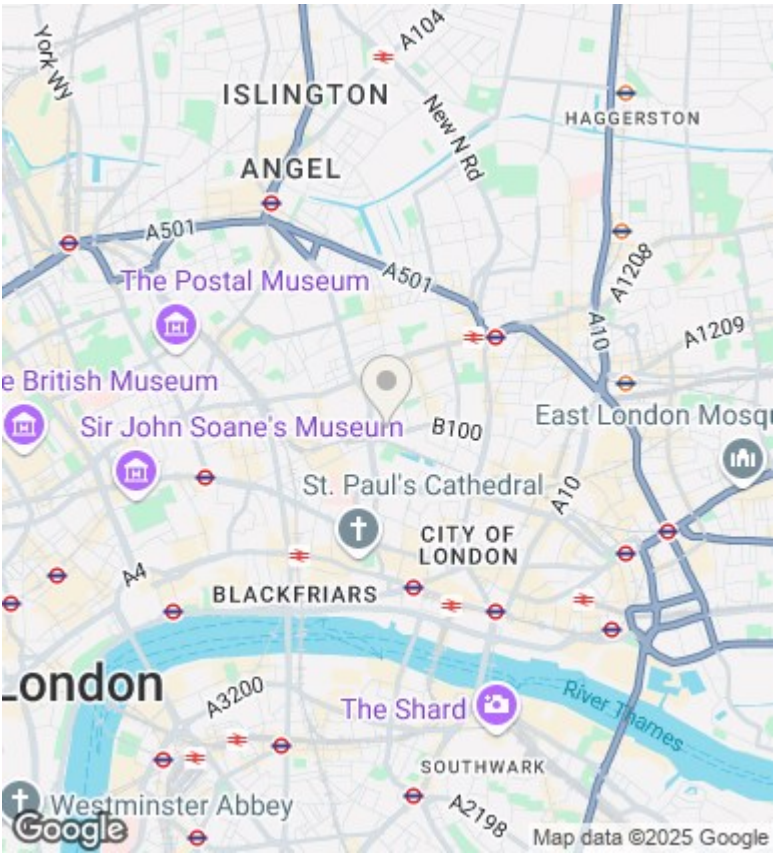 York Wy
A104
ISLINGTON
New N Rd
HAGGERSTON
ANGEL
A501
A501
A1208
The Postal Museum
A10
A1209
e British Museum
Sir John Soane's Museum
B100
East London Mosqu
St. Paul's Cathedral
A10
CITY OF
LONDON
A4
BLACKFRIARS
London
A3200
The Shard
River Thames
SOUTHWARK
Westminster Abbey
A2198
Google
Map data ©2025 Google